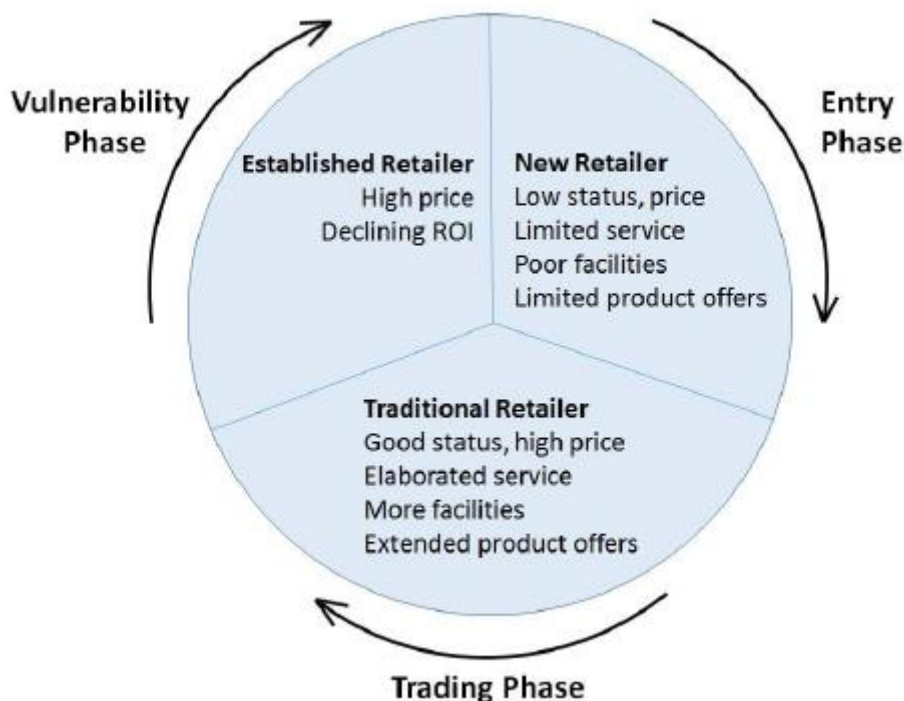 Vulnerability
Phase
Entry
Phase
Established Retailer
High price
Declining ROI
New Retailer
Low status, price
Limited service
Poor facilities
Limited product offers
Traditional Retailer
Good status, high price
Elaborated service
More facilities
Extended product offers
Trading Phase